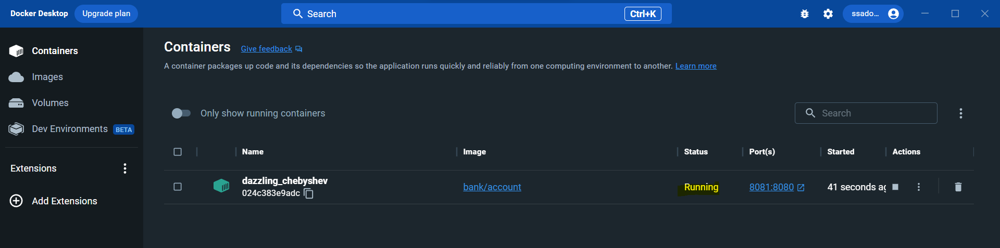 Docker Desktop Upgrade plan Search Ctrl+K ssado...
Containers
Images
Volumes
Dev Environments BETA
Extensions
Add Extensions
Containers Give feedback
A container packages up code and its dependencies so the application runs quickly and reliably from one computing environment to another. Learn more
Only show running containers Search
Name Image Status Port(s) Started Actions
dazzling_chebyshev
024c383e9adc bank/account Running 8081:8080 41 seconds